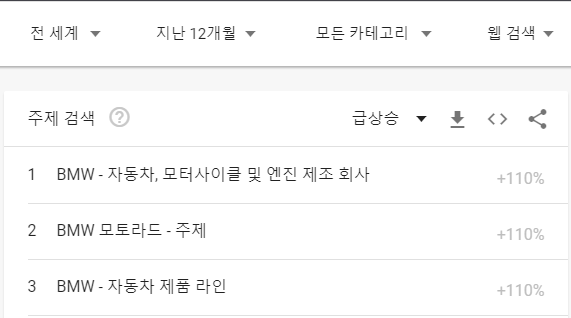 전 세계 지난 12개월 모든 카테고리 웹 검색
주제 검색 ? 급상승
1 BMW - 자동차, 모터사이클 및 엔진 제조 회사 +110%
2 BMW 모토라드 - 주제 +110%
3 BMW - 자동차 제품 라인 +110%